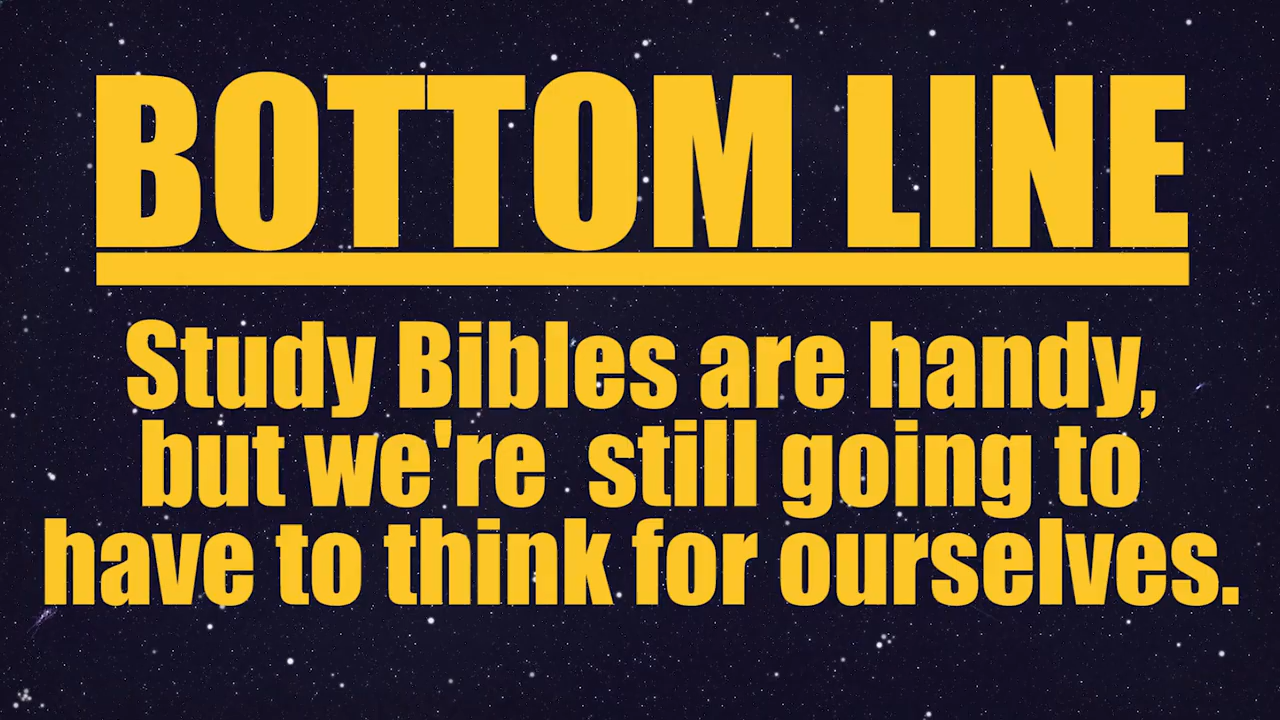 BOTTOM LINE
Study Bibles are handy,
but we're  still going to
have to think for ourselves.